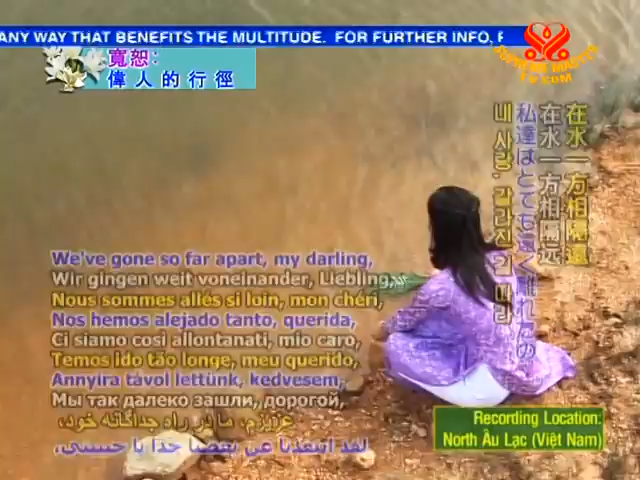 ANY WAY THAT BENEFITS THE MULTITUDE. FOR FURTHER INFO,
SUPREME MASTER
TV.COM
寬恕:
偉人的行徑
在水一方相隔遠
在水一方相隔远
私達はとても遠く離れたの
내 사랑, 갈라진 길 따라
We've gone so far apart, my darling,
Wir gingen weit voneinander, Liebling,
Nous sommes allés si loin, mon chéri,
Nos hemos alejado tanto, querida,
Ci siamo così allontanati, mio caro,
Temos ido tão longe, meu querido,
Annyira távol lettünk, kedvesem,
Мы так далеко зашли, дорогой,
عزیزم، ما در راه جداگانه خود،
لقد ابتعدنا عن بعضنا جدا يا حبيبي،
Recording Location:
North Âu Lạc (Việt Nam)